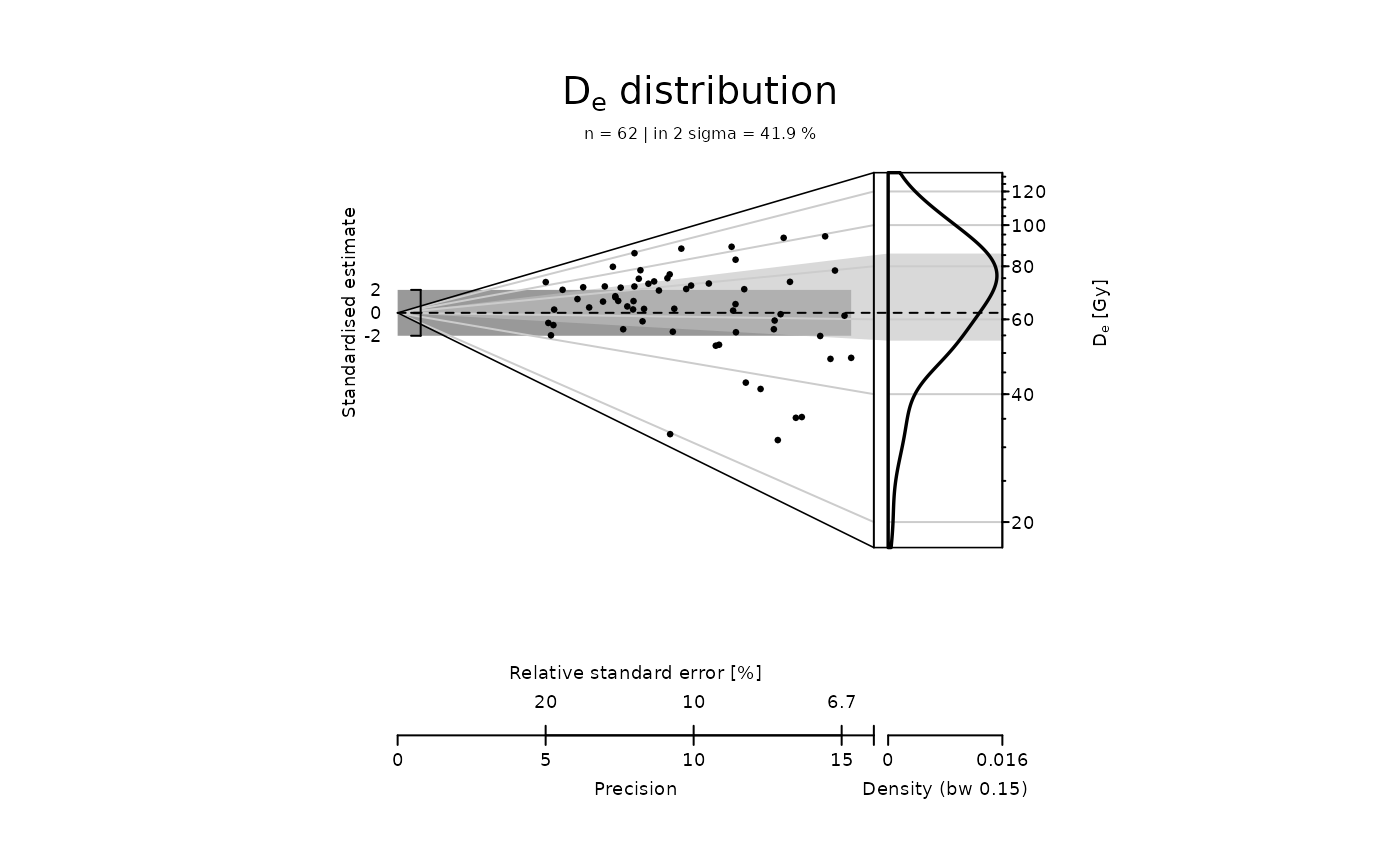 De distribution
n = 62 | in 2 sigma = 41.9 %
Standardised estimate
2
0
-2
120
100
80
60
40
20
De [Gy]
Relative standard error [%]
20 10 6.7
0 5 10 15 0 0.016
Precision Density (bw 0.15)